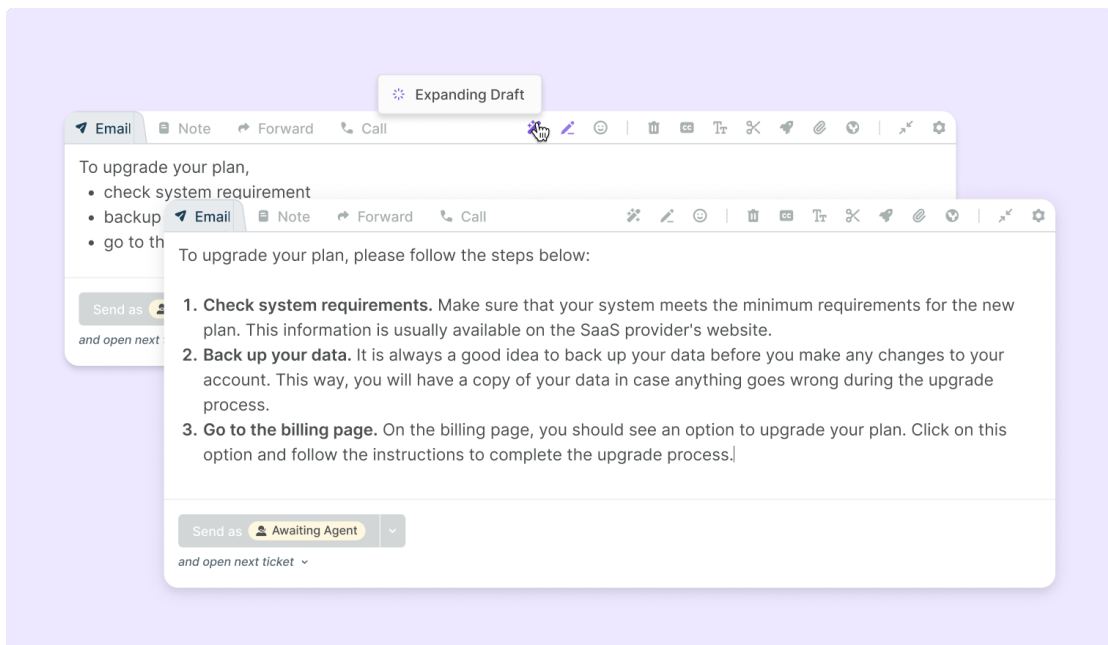 Expanding Draft
Email Note Forward Call
To upgrade your plan,
• check system requirement
• backup
• go to th
Send as
and open next
Email Note Forward Call
To upgrade your plan, please follow the steps below:
1. Check system requirements. Make sure that your system meets the minimum requirements for the new
plan. This information is usually available on the SaaS provider's website.
2. Back up your data. It is always a good idea to back up your data before you make any changes to your
account. This way, you will have a copy of your data in case anything goes wrong during the upgrade
process.
3. Go to the billing page. On the billing page, you should see an option to upgrade your plan. Click on this
option and follow the instructions to complete the upgrade process.
Send as Awaiting Agent
and open next ticket